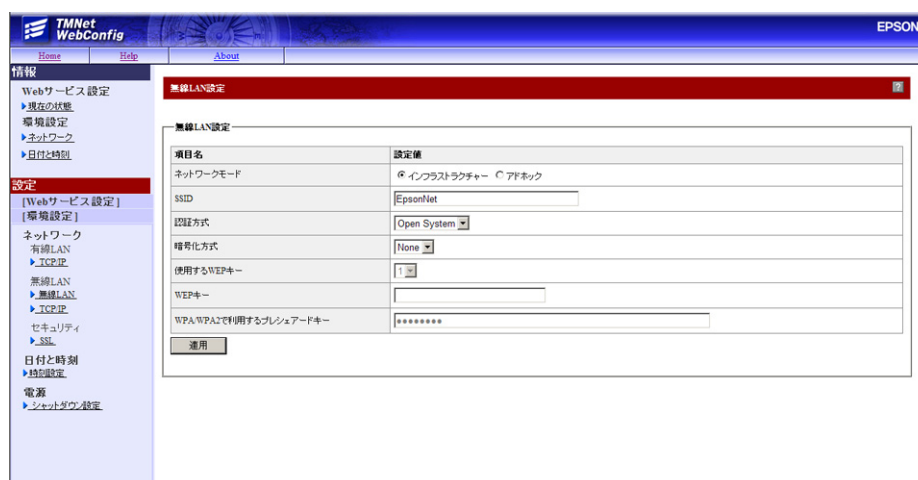 TMNet
WebConfig
EPSON
Home Help About
情報
Webサービス設定
現在の状態
環境設定
ネットワーク
日付と時刻
設定
[Webサービス設定]
[環境設定]
ネットワーク
有線LAN
TCP/IP
無線LAN
無線LAN
TCP/IP
セキュリティ
SSL
日付と時刻
時刻設定
電源
シャットダウン設定
無線LAN設定 ?
無線LAN設定
項目名 設定値
ネットワークモード インフラストラクチャー アドホック
SSID EpsonNet
認証方式 Open System
暗号化方式 None
使用するWEPキー 1
WEPキー
WPA/WPA2で利用するプレシェアードキー ●●●●●●●●
適用